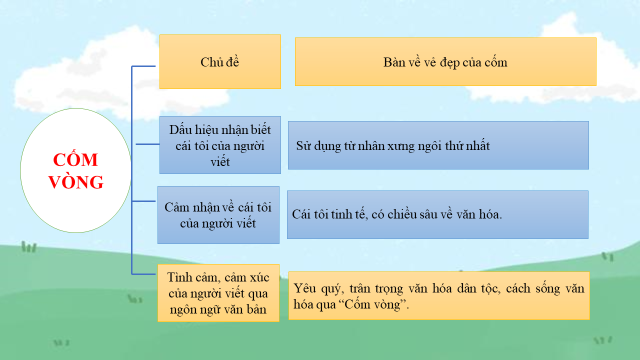 CỐM
VÒNG
Chủ đề
Bàn về vẻ đẹp của cốm
Dấu hiệu nhận biết
cái tôi của người
viết
Sử dụng từ nhân xưng ngôi thứ nhất
Cảm nhận về cái tôi
của người viết
Cái tôi tinh tế, có chiều sâu về văn hóa.
Tình cảm, cảm xúc
của người viết qua
ngôn ngữ văn bản
Yêu quý, trân trọng văn hóa dân tộc, cách sống văn
hóa qua “Cốm vòng”.